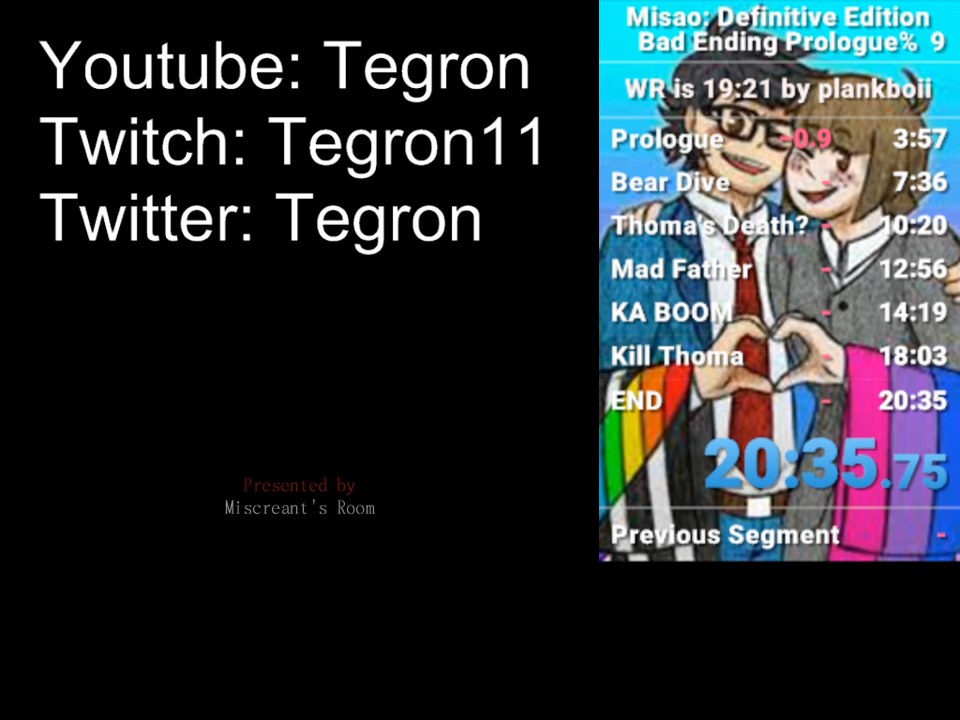 Youtube: Tegron
Twitch: Tegron11
Twitter: Tegron
Presented by
Miscreant's Room
Misao: Definitive Edition
Bad Ending Prologue% 9
WR is 19:21 by plankboii
Prologue -0.9 3:57
Bear Dive - 7:36
Thoma's Death? - 10:20
Mad Father - 12:56
KA BOOM - 14:19
Kill Thoma - 18:03
END - 20:35
20:35.75
Previous Segment -